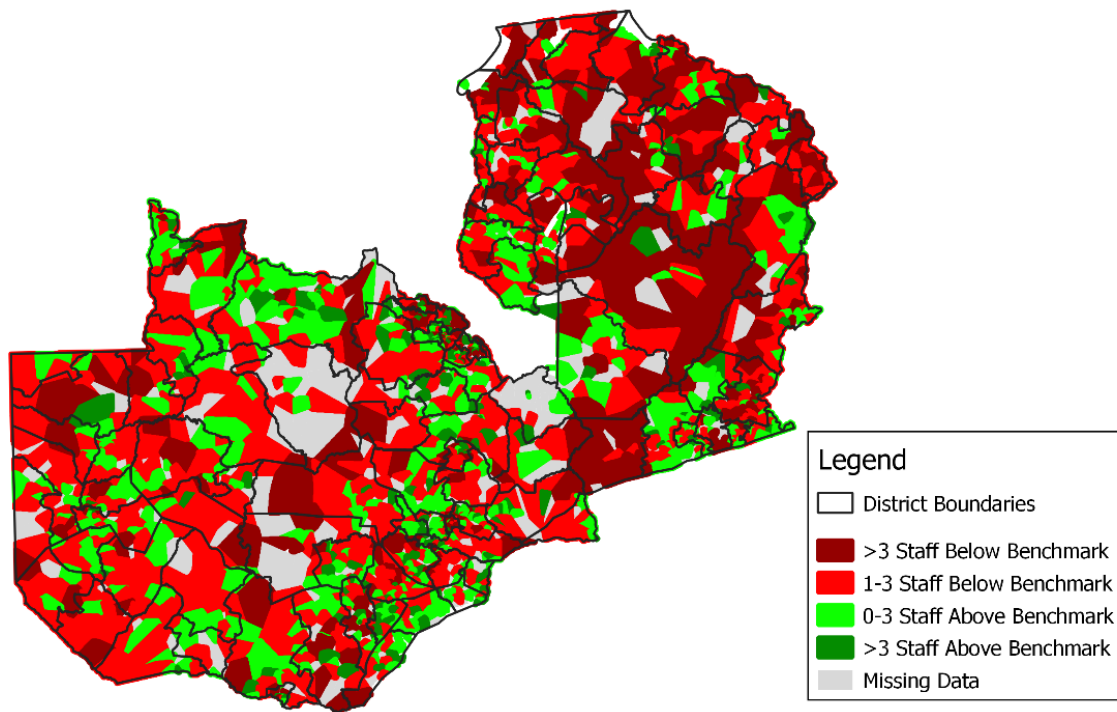 Legend
District Boundaries
>3 Staff Below Benchmark
1-3 Staff Below Benchmark
0-3 Staff Above Benchmark
>3 Staff Above Benchmark
Missing Data